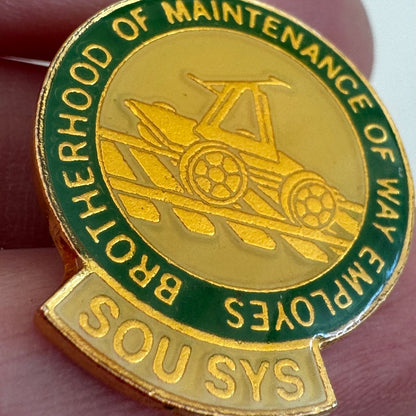 BROTHERHOOD OF MAINTENANCE OF WAY EMPLOYES
SOU SYS